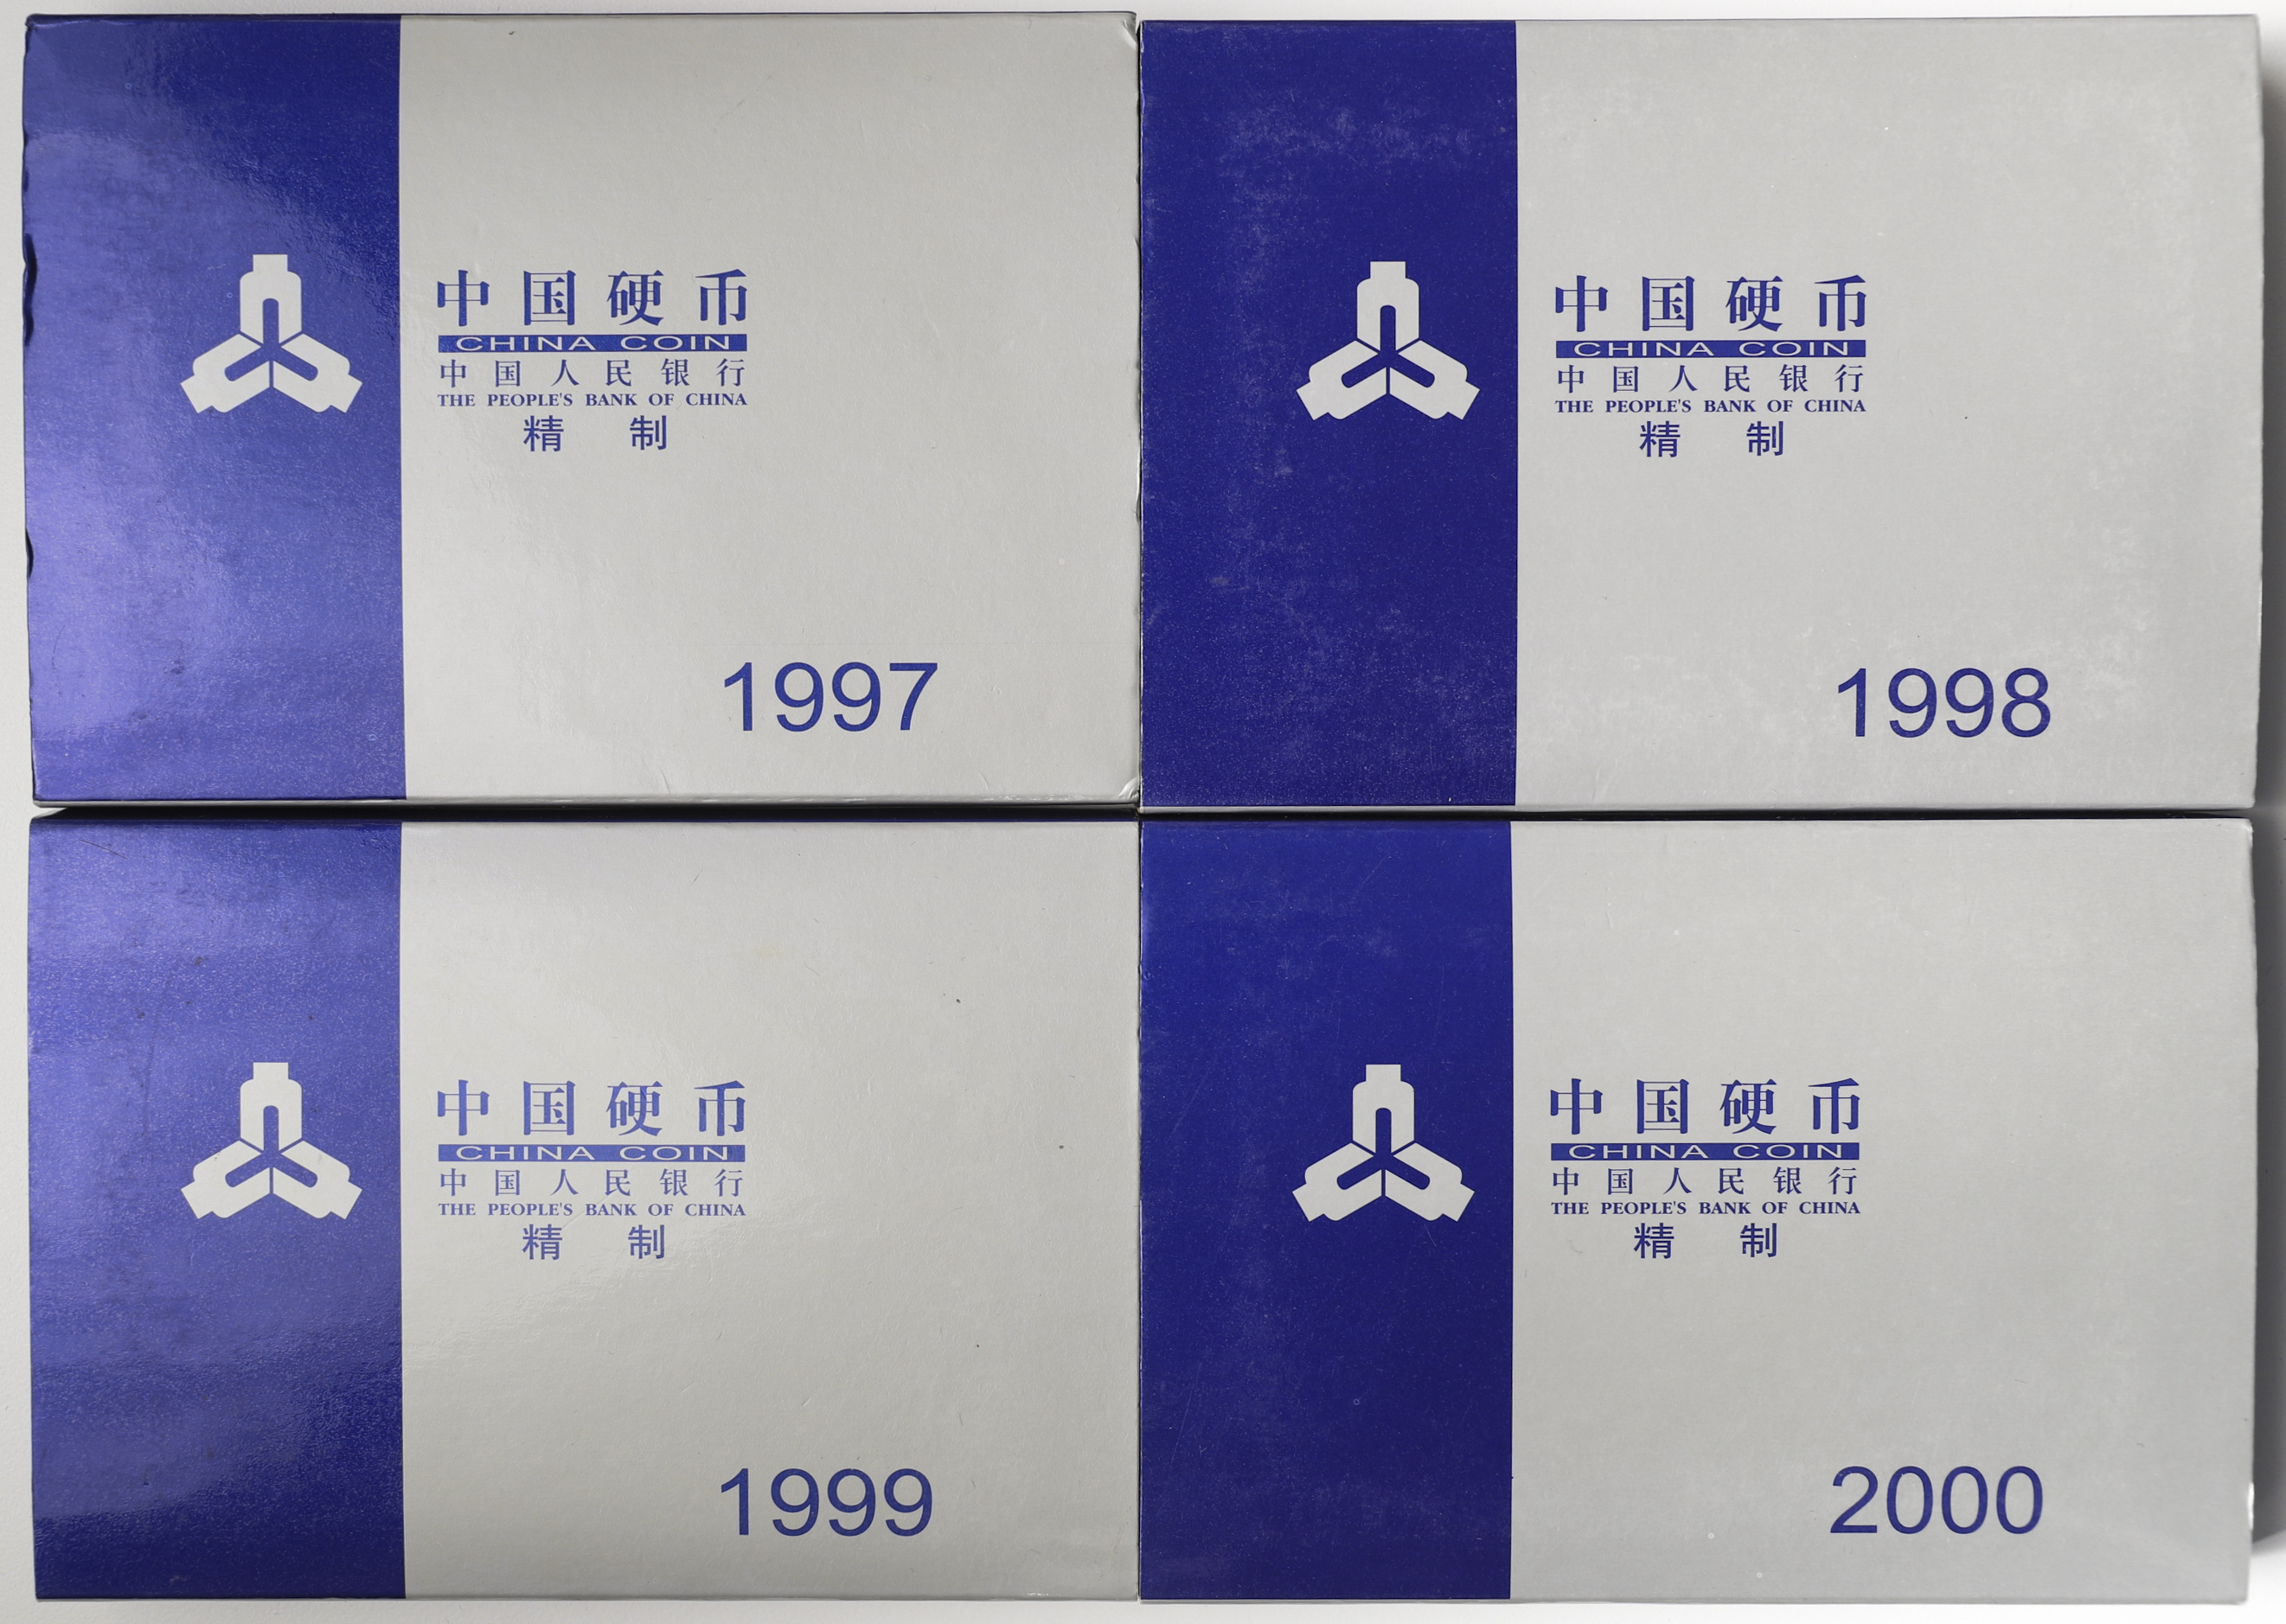 中国硬币
CHINA COIN
中国人民银行
THE PEOPLE'S BANK OF CHINA
精制
1997
中国硬币
CHINA COIN
中国人民银行
THE PEOPLE'S BANK OF CHINA
精制
1998
中国硬币
CHINA COIN
中国人民银行
THE PEOPLE'S BANK OF CHINA
精制
1999
中国硬币
CHINA COIN
中国人民银行
THE PEOPLE'S BANK OF CHINA
精制
2000